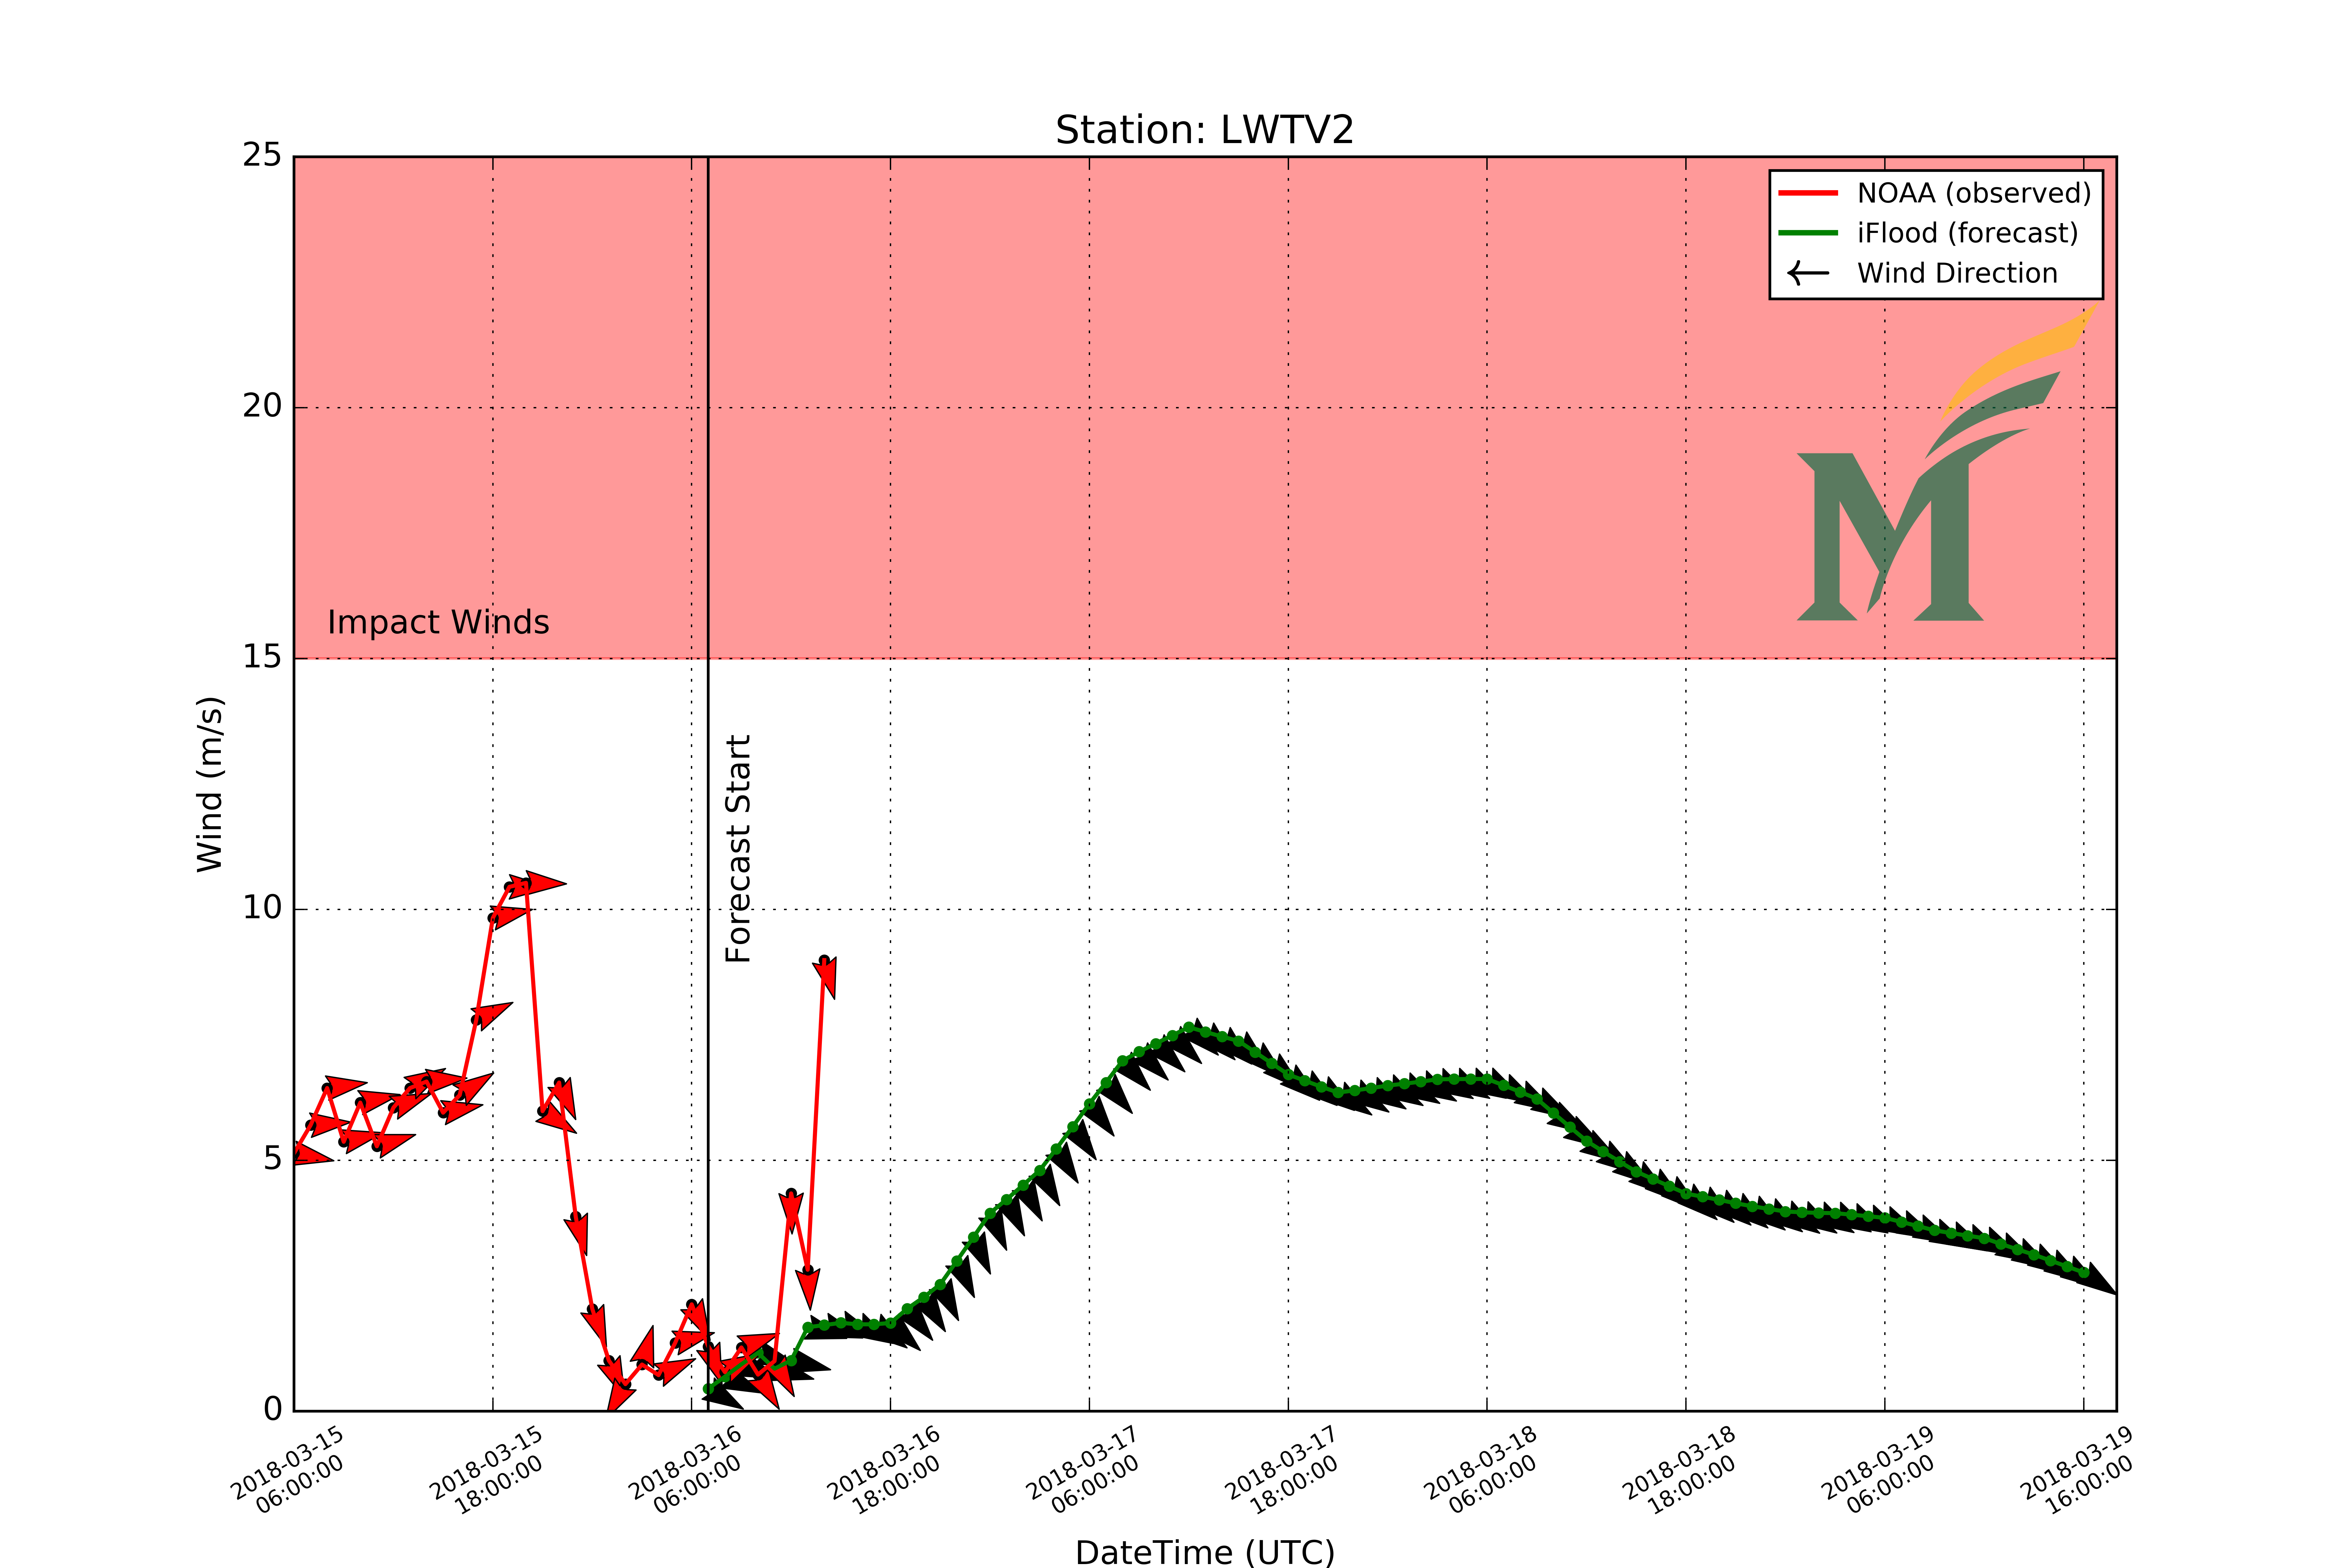 Station: LWTV2
25
20
15
10
5
0
Wind (m/s)
NOAA (observed)
iFlood (forecast)
Wind Direction
M
Impact Winds
Forecast Start
2018-03-15
06:00:00
2018-03-15
18:00:00
2018-03-16
06:00:00
2018-03-16
18:00:00
2018-03-17
06:00:00
2018-03-17
18:00:00
2018-03-18
06:00:00
2018-03-18
18:00:00
2018-03-19
06:00:00
2018-03-19
16:00:00
DateTime (UTC)